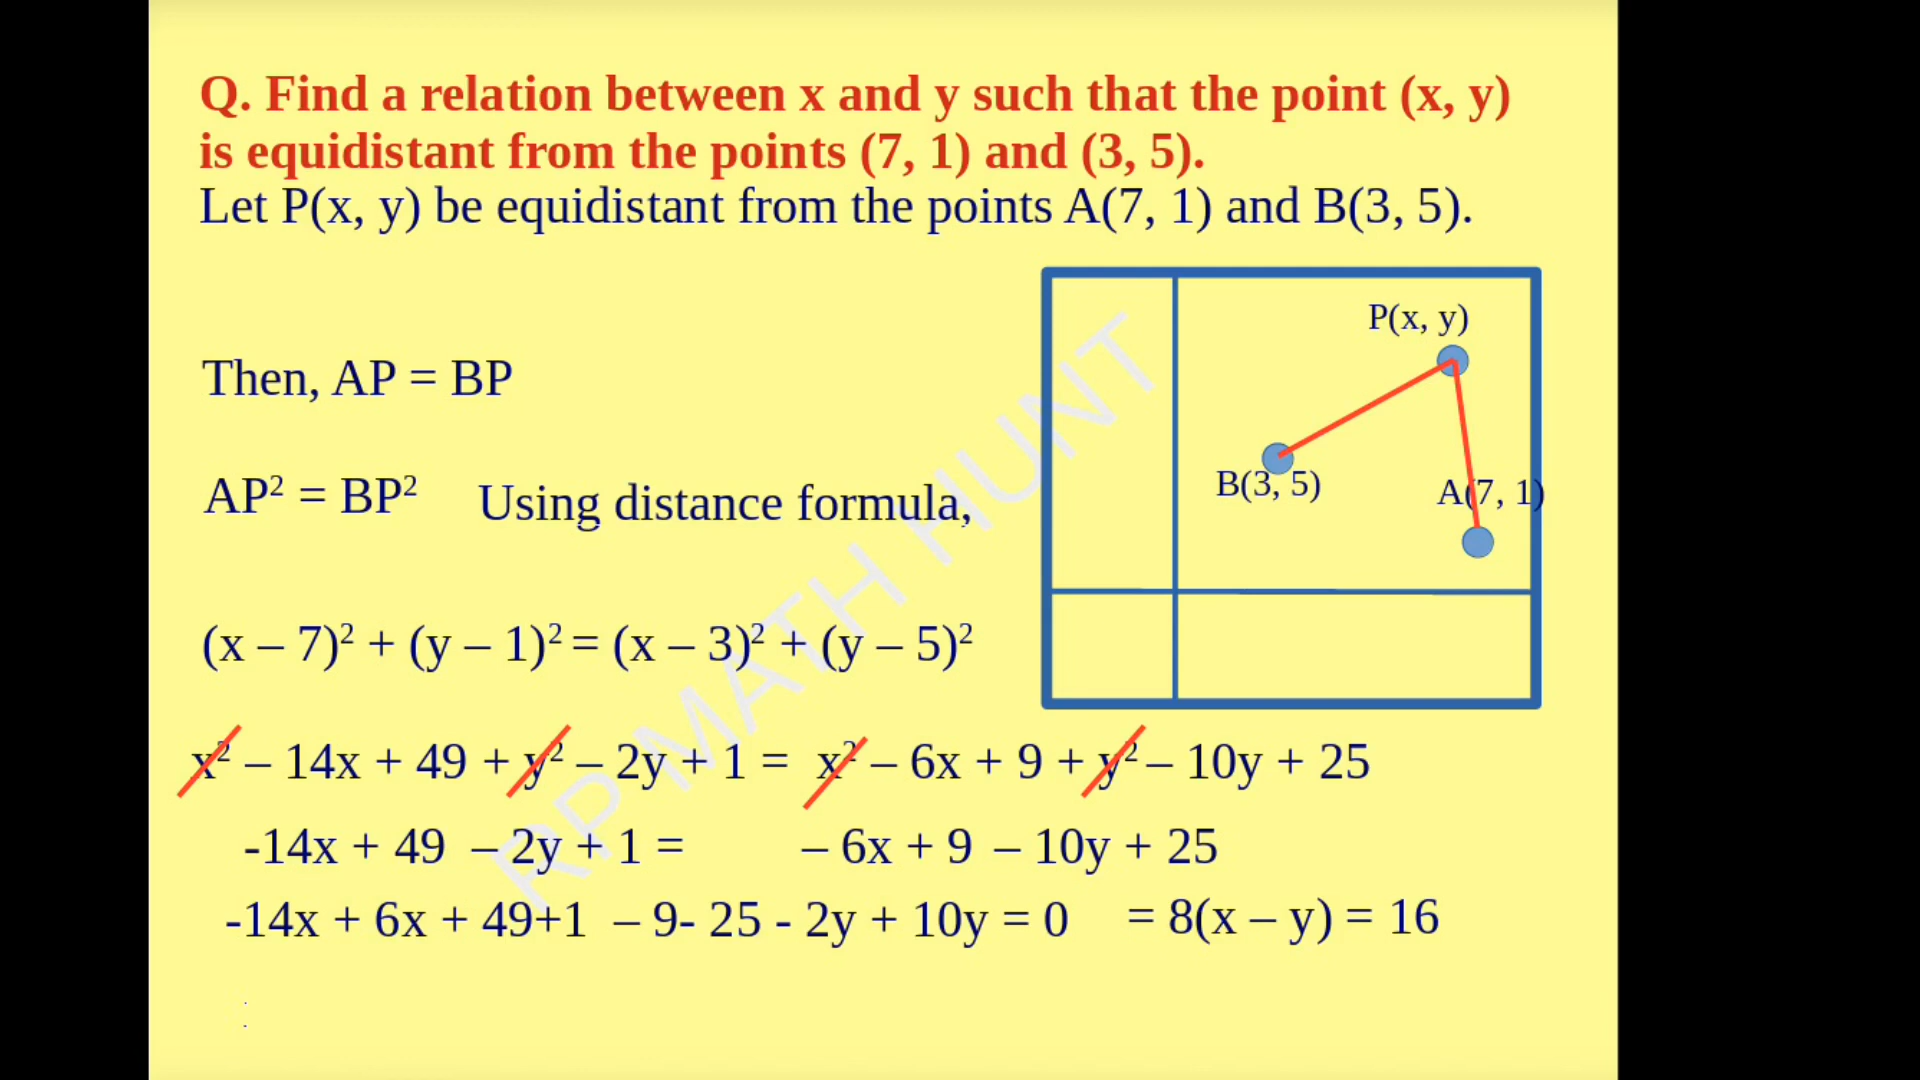 Q. Find a relation between x and y such that the point (x, y)
is equidistant from the points (7, 1) and (3, 5).
Let P(x, y) be equidistant from the points A(7, 1) and B(3, 5).
P(x, y)
Then, AP = BP
B(3, 5)
A(7, 1)
AP² = BP² Using distance formula,
(x – 7)² + (y – 1)² = (x – 3)² + (y – 5)²
x² – 14x + 49 + y² – 2y + 1 = x² – 6x + 9 + y² – 10y + 25
-14x + 49 – 2y + 1 = – 6x + 9 – 10y + 25
-14x + 6x + 49+1 – 9- 25 - 2y + 10y = 0 = 8(x – y) = 16
RP MATH HUNT